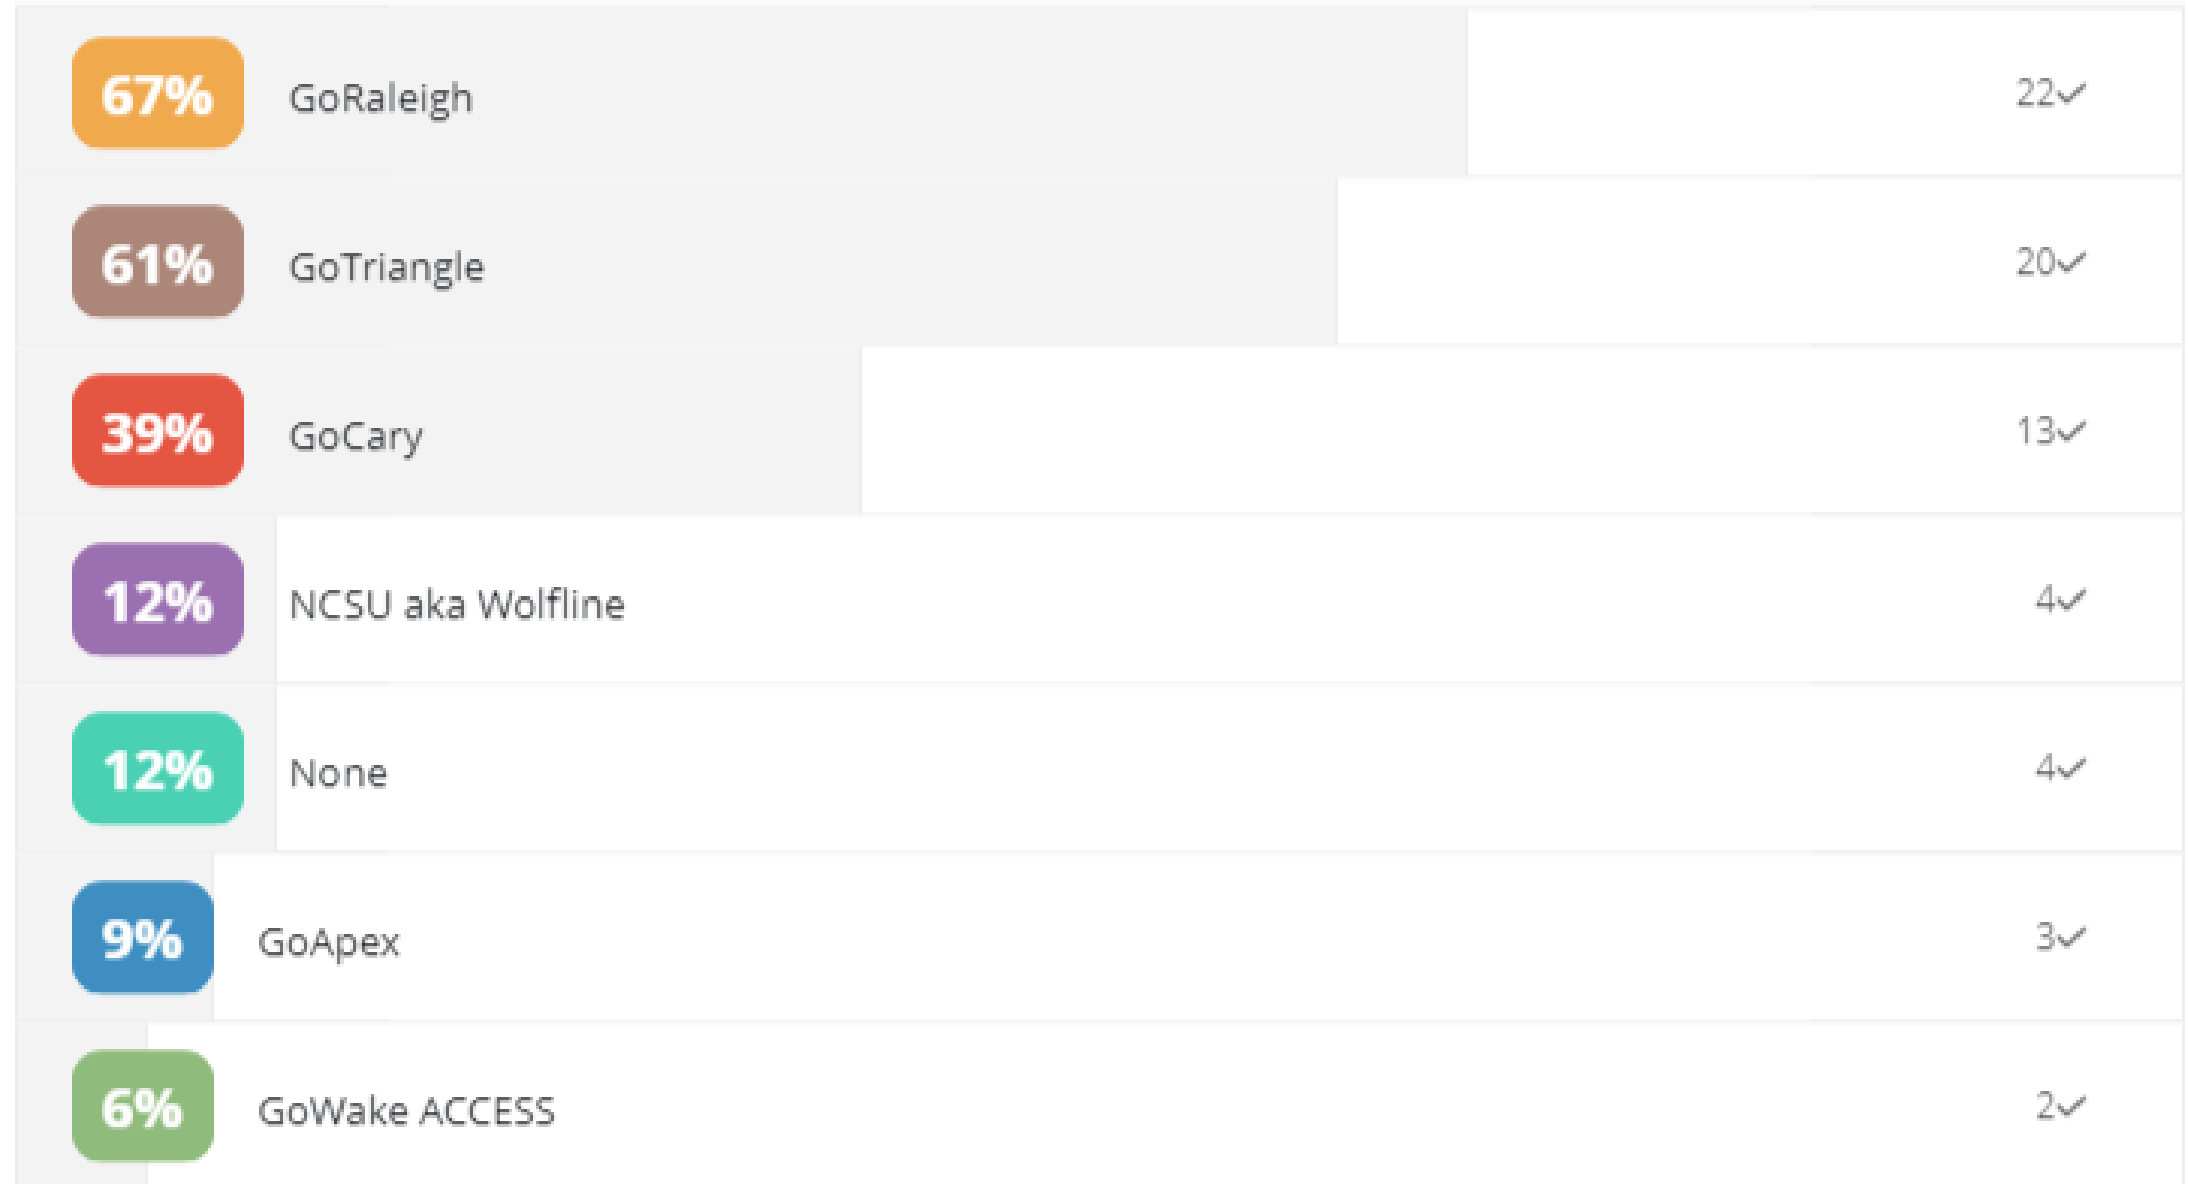 67% GoRaleigh 22✓
61% GoTriangle 20✓
39% GoCary 13✓
12% NCSU aka Wolfline 4✓
12% None 4✓
9% GoApex 3✓
6% GoWake ACCESS 2✓